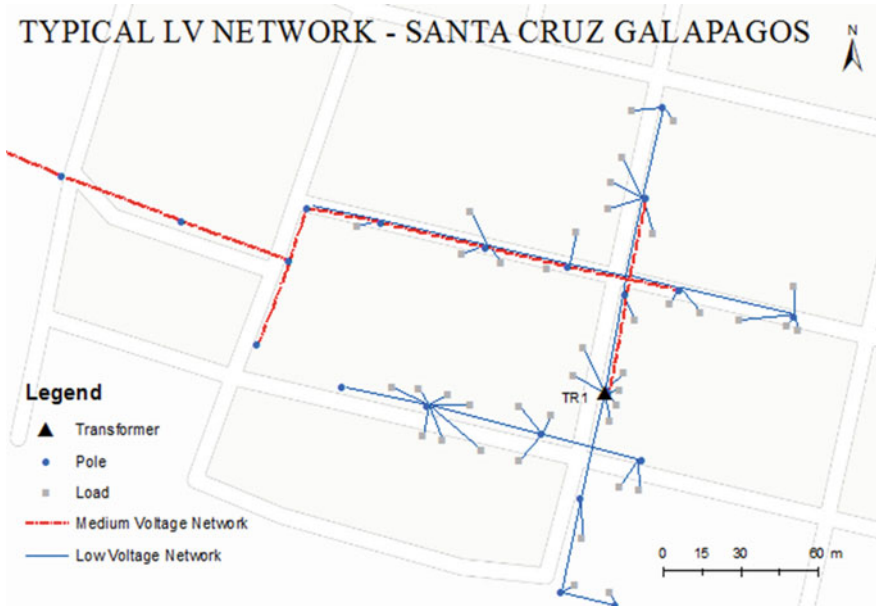 TYPICAL LV NETWORK - SANTA CRUZ GALAPAGOS
N
TR1
Legend
Transformer
Pole
Load
Medium Voltage Network
Low Voltage Network
0 15 30 60 m